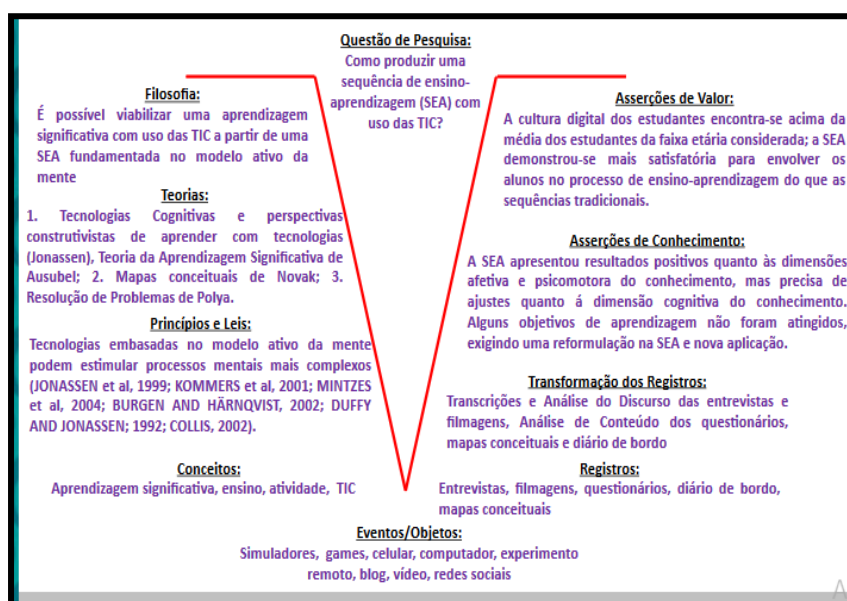 Questão de Pesquisa:
Como produzir uma
sequência de ensino-
aprendizagem (SEA) com
uso das TIC?
Filosofia:
É possível viabilizar uma aprendizagem
significativa com uso das TIC a partir de uma
SEA fundamentada no modelo ativo da
mente
Teorias:
1. Tecnologias Cognitivas e perspectivas
construtivistas de aprender com tecnologias
(Jonassen), Teoria da Aprendizagem Significativa de
Ausubel; 2. Mapas conceituais de Novak; 3.
Resolução de Problemas de Polya.
Princípios e Leis:
Tecnologias embasadas no modelo ativo da mente
podem estimular processos mentais mais complexos
(JONASSEN et al, 1999; KOMMERS et al, 2001; MINTZES
et al, 2004; BURGEN AND HÄRNQVIST, 2002; DUFFY
AND JONASSEN; 1992; COLLIS, 2002).
Conceitos:
Aprendizagem significativa, ensino, atividade, TIC
Asserções de Valor:
A cultura digital dos estudantes encontra-se acima da
média dos estudantes da faixa etária considerada; a SEA
demonstrou-se mais satisfatória para envolver os
alunos no processo de ensino-aprendizagem do que as
sequências tradicionais.
Asserções de Conhecimento:
A SEA apresentou resultados positivos quanto às dimensões
afetiva e psicomotora do conhecimento, mas precisa de
ajustes quanto á dimensão cognitiva do conhecimento.
Alguns objetivos de aprendizagem não foram atingidos,
exigindo uma reformulação na SEA e nova aplicação.
Transformação dos Registros:
Transcrições e Análise do Discurso das entrevistas e
filmagens, Análise de Conteúdo dos questionários,
mapas conceituais e diário de bordo
Registros:
Entrevistas, filmagens, questionários, diário de bordo,
mapas conceituais
Eventos/Objetos:
Simuladores, games, celular, computador, experimento
remoto, blog, vídeo, redes sociais
A